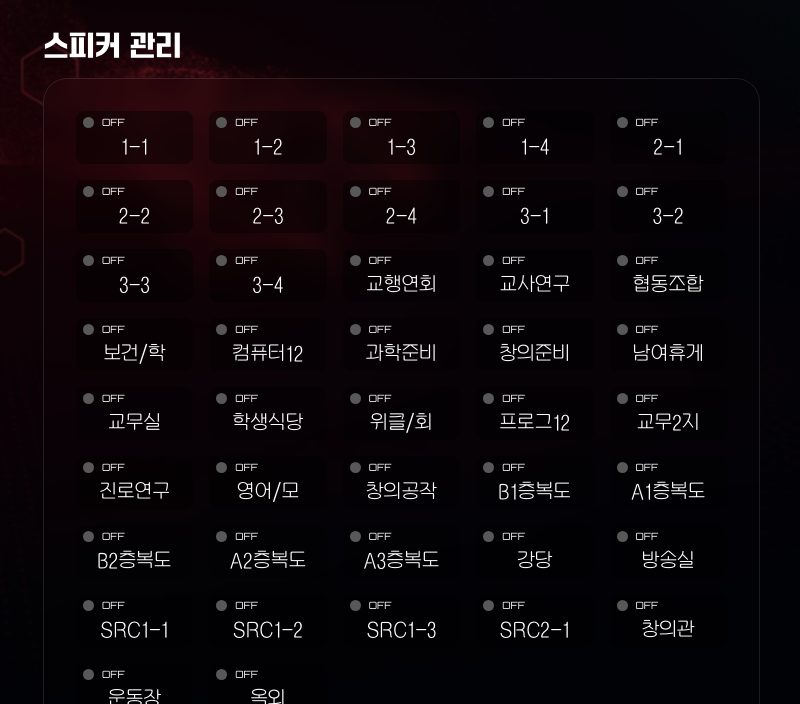 스피커 관리
OFF OFF OFF OFF OFF
1-1 1-2 1-3 1-4 2-1
OFF OFF OFF OFF OFF
2-2 2-3 2-4 3-1 3-2
OFF OFF OFF OFF OFF
3-3 3-4 교행연회 교사연구 협동조합
OFF OFF OFF OFF OFF
보건/학 컴퓨터12 과학준비 창의준비 남여휴게
OFF OFF OFF OFF OFF
교무실 학생식당 위클/회 프로그12 교무2지
OFF OFF OFF OFF OFF
진로연구 영어/모 창의공작 B1층복도 A1층복도
OFF OFF OFF OFF OFF
B2층복도 A2층복도 A3층복도 강당 방송실
OFF OFF OFF OFF OFF
SRC1-1 SRC1-2 SRC1-3 SRC2-1 창의관
OFF OFF
운동장 옥외